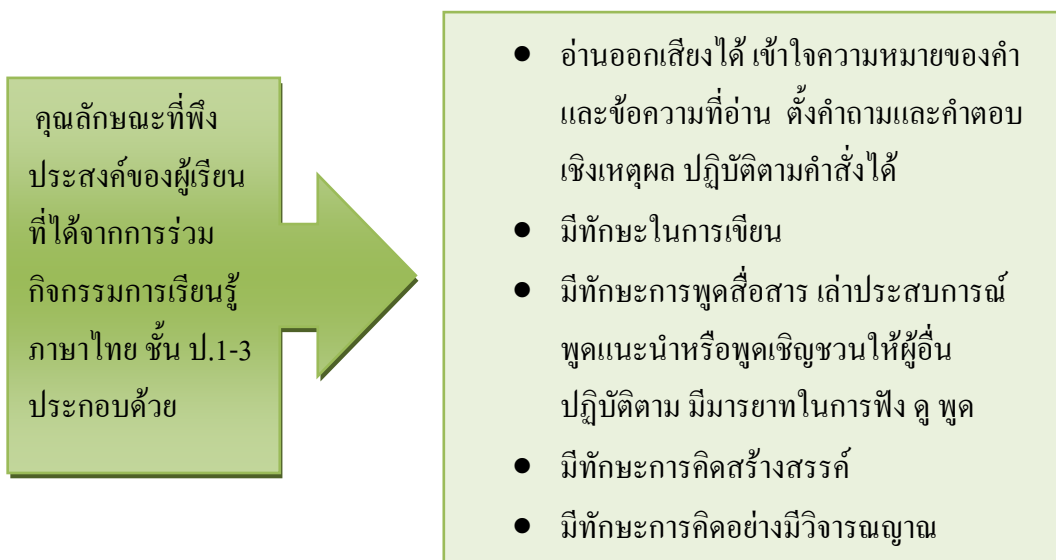 คุณลักษณะที่พึง
ประสงค์ของผู้เรียน
ที่ได้จากการร่วม
กิจกรรมการเรียนรู้
ภาษาไทย ชั้น ป.1-3
ประกอบด้วย
● อ่านออกเสียงได้ เข้าใจความหมายของคำ
และข้อความที่อ่าน ตั้งคำถามและคำตอบ
เชิงเหตุผล ปฏิบัติตามคำสั่งได้
● มีทักษะในการเขียน
● มีทักษะการพูดสื่อสาร เล่าประสบการณ์
พูดแนะนำหรือพูดเชิญชวนให้ผู้อื่น
ปฏิบัติตาม มีมารยาทในการฟัง ดู พูด
● มีทักษะการคิดสร้างสรรค์
● มีทักษะการคิดอย่างมีวิจารณญาณ